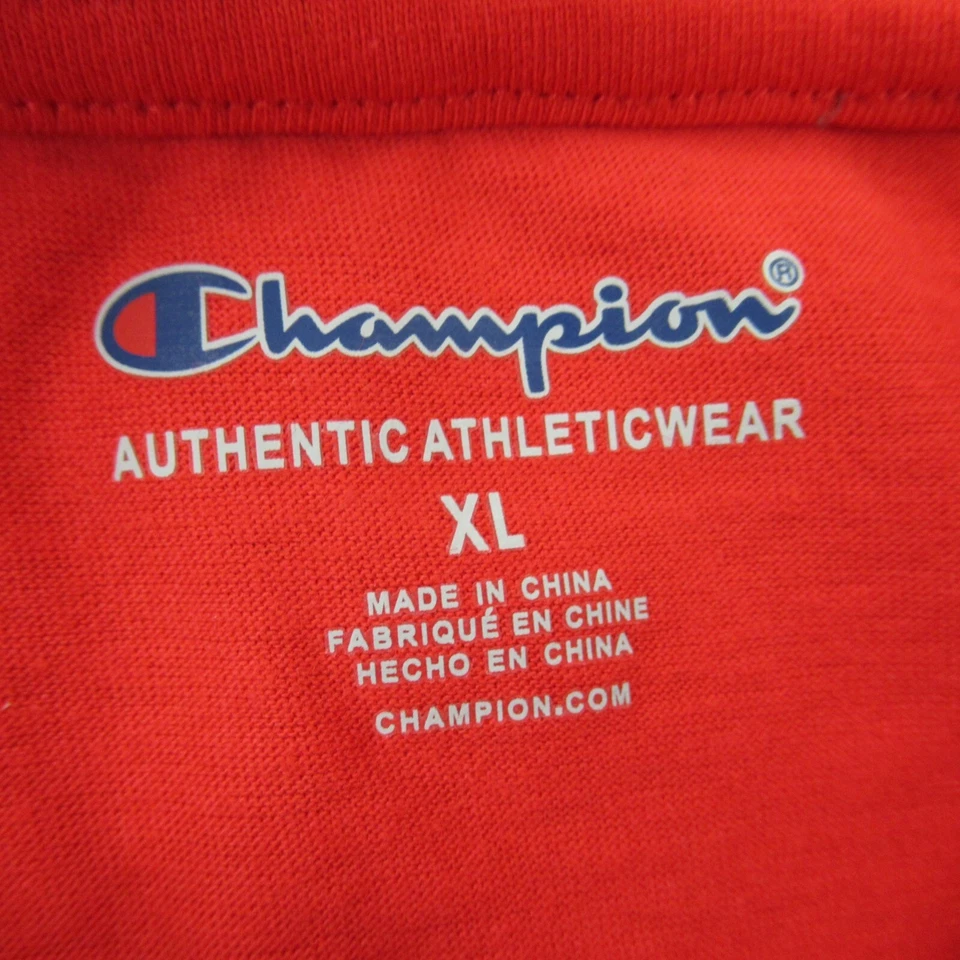 Champion®
AUTHENTIC ATHLETICWEAR
XL
MADE IN CHINA
FABRIQUÉ EN CHINE
HECHO EN CHINA
CHAMPION.COM